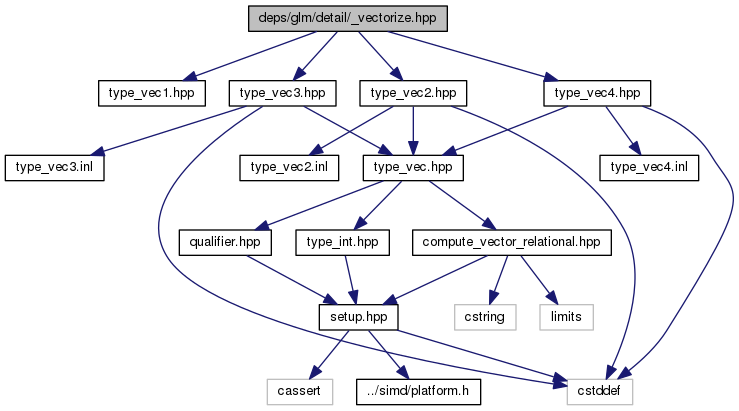 deps/glm/detail/_vectorize.hpp
type_vec1.hpp
type_vec3.hpp
type_vec2.hpp
type_vec4.hpp
type_vec3.inl
type_vec2.inl
type_vec.hpp
type_vec4.inl
qualifier.hpp
type_int.hpp
compute_vector_relational.hpp
setup.hpp
cstring
limits
cassert
../simd/platform.h
cstddef